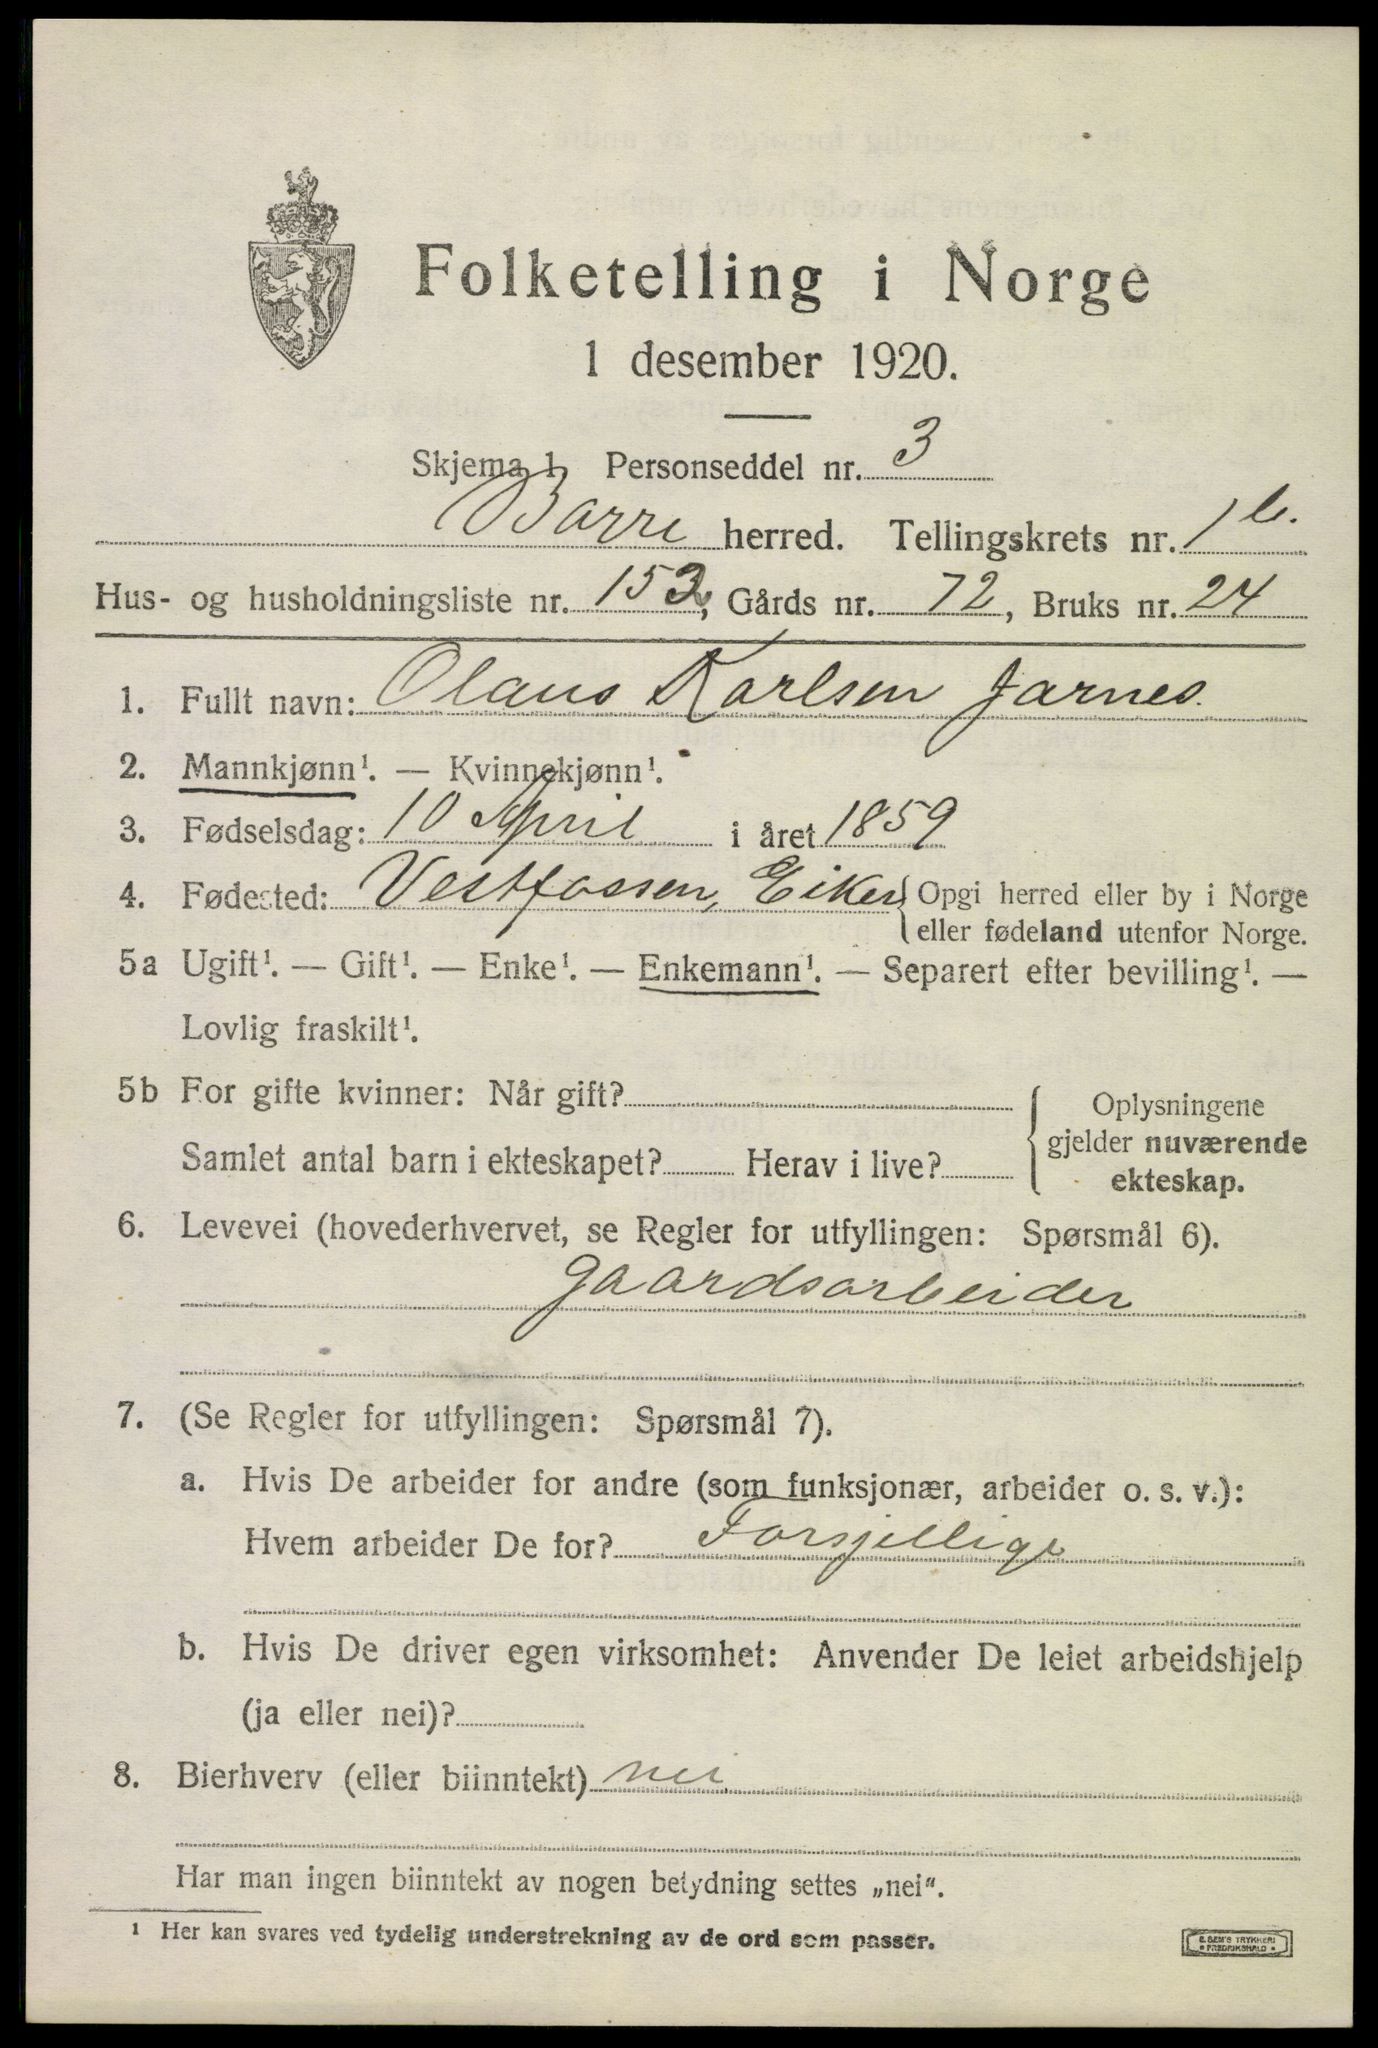 Folketelling i Norge
1 desember 1920.
Skjema 1 Personseddel nr. 3
Borre herred. Tellingskrets nr. 1 b.
Hus- og husholdningsliste nr. 153, Gårds nr. 72, Bruks nr. 24
1. Fullt navn: Olaus Karlsen Jarnes.
2. Mannkjønn¹. — Kvinnekjønn¹.
3. Fødselsdag: 10 April i året 1859
4. Fødested: Vestfossen, Eiker { Opgi herred eller by i Norge
eller fødeland utenfor Norge.
5a Ugift¹. — Gift¹. — Enke¹. — Enkemann¹. — Separert efter bevilling¹. —
Lovlig fraskilt¹.
5b For gifte kvinner: Når gift?
Samlet antal barn i ekteskapet? Herav i live?
{ Oplysningene
gjelder nuværende
ekteskap.
6. Levevei (hovederhvervet, se Regler for utfyllingen: Spørsmål 6).
Gaardsarbeider
7. (Se Regler for utfyllingen: Spørsmål 7).
a. Hvis De arbeider for andre (som funksjonær, arbeider o. s. v.):
Hvem arbeider De for? Forsjellige
b. Hvis De driver egen virksomhet: Anvender De leiet arbeidshjelp
(ja eller nei)?
8. Bierhverv (eller biinntekt) nei
Har man ingen biinntekt av nogen betydning settes „nei".
¹ Her kan svares ved tydelig understrekning av de ord som passer.
E. SEM'S TRYKKERI
FREDRIKSHALD